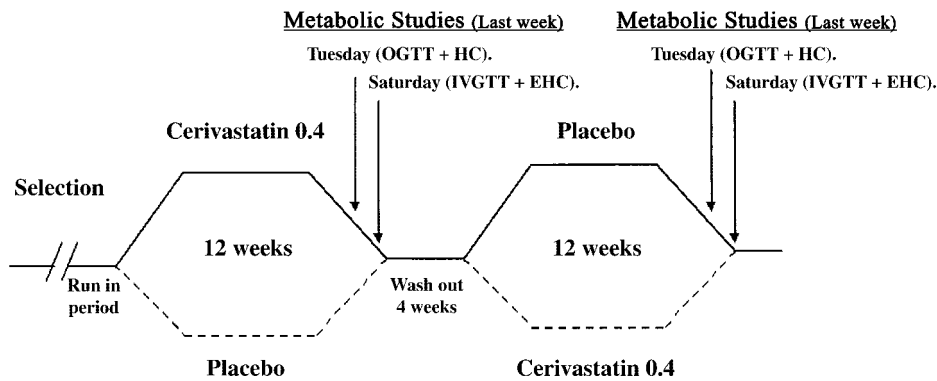 Metabolic Studies (Last week)
Tuesday (OGTT + HC).
Saturday (IVGTT + EHC).
Metabolic Studies (Last week)
Tuesday (OGTT + HC).
Saturday (IVGTT + EHC).
Cerivastatin 0.4
Placebo
Selection
12 weeks
12 weeks
Run in
period
Wash out
4 weeks
Placebo
Cerivastatin 0.4